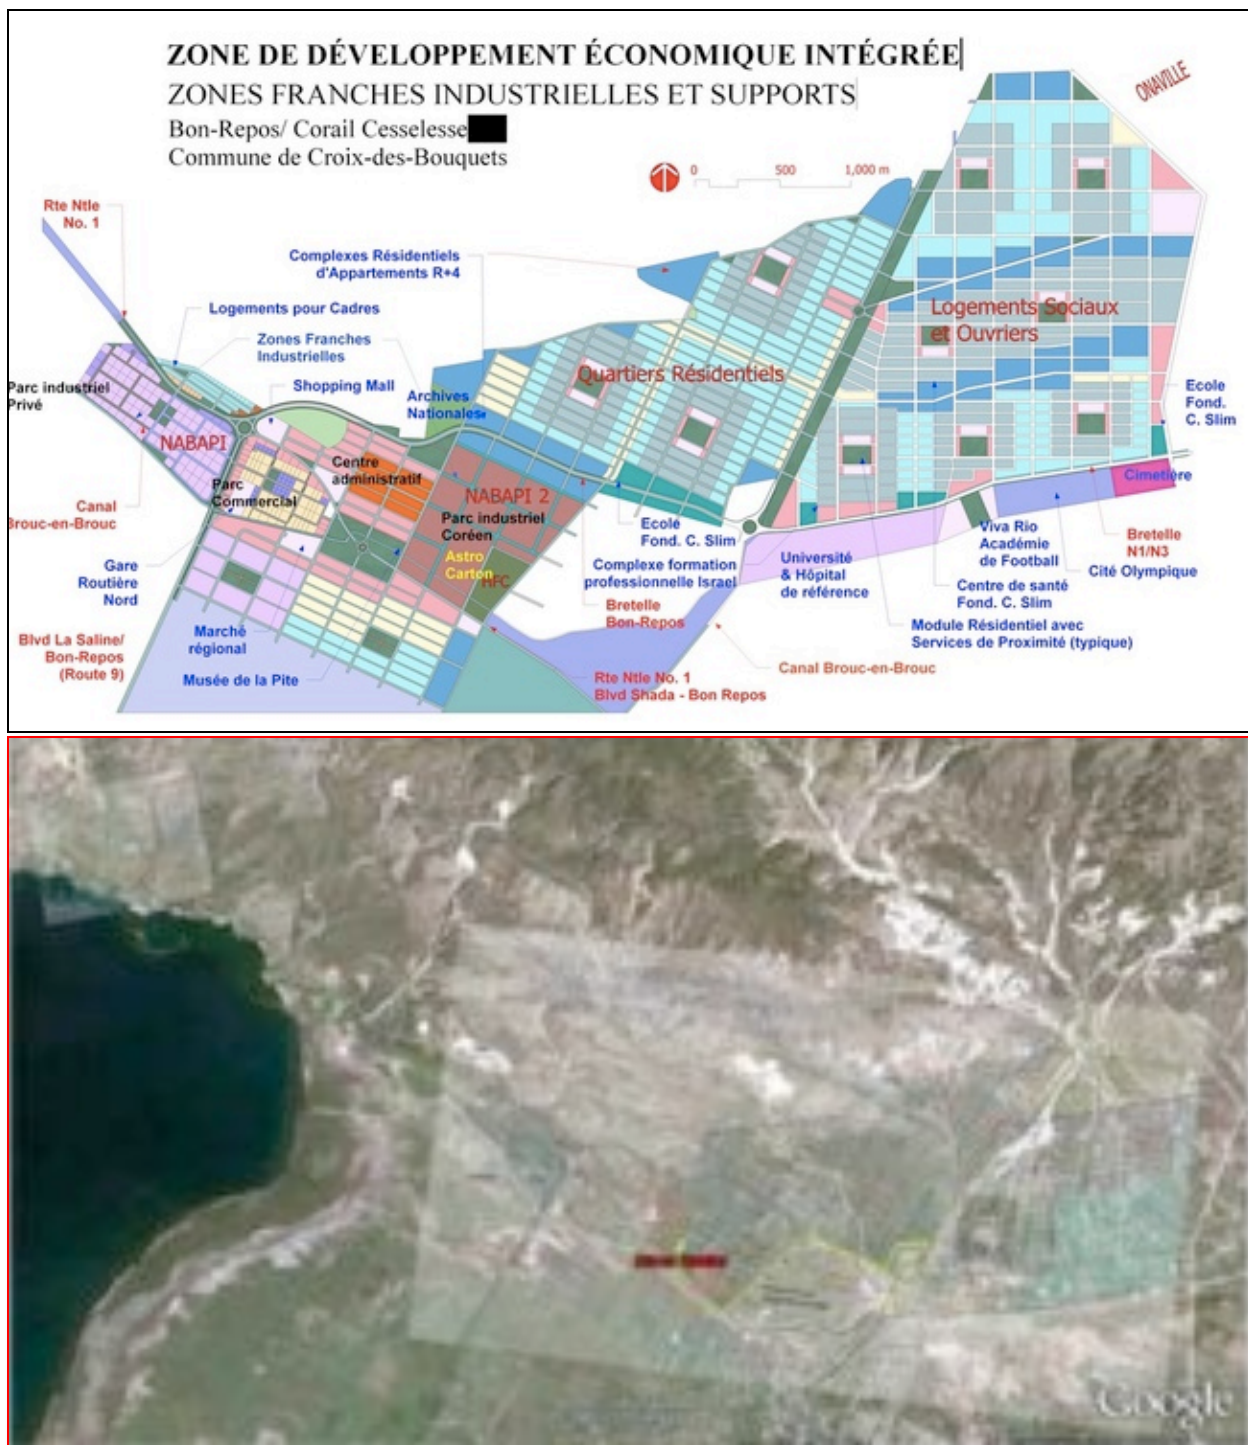 ZONE DE DÉVELOPPEMENT ÉCONOMIQUE INTÉGRÉE
ZONES FRANCHES INDUSTRIELLES ET SUPPORTS
Bon-Repos/ Corail Cesselesse
Commune de Croix-des-Bouquets
ONAVILLE
0 500 1,000 m
Rte Ntle
No. 1
Complexes Résidentiels
d'Appartements R+4
Logements pour Cadres
Zones Franches
Industrielles
Logements Sociaux
et Ouvriers
Quartiers Résidentiels
Parc industriel
Privé
Shopping Mall
Archives
Nationales
Ecole
Fond.
C. Slim
NABAPI
Centre
administratif
Parc
Commercial
NABAPI 2
Parc industriel
Coréen
Astro
Carton
HFC
Cimetière
Canal
Brouc-en-Brouc
Ecole
Fond. C. Slim
Viva Rio
Académie
de Football
Bretelle
N1/N3
Gare
Routière
Nord
Complexe formation
professionnelle Israel
Université
& Hôpital
de référence
Cité Olympique
Centre de santé
Fond. C. Slim
Bretelle
Bon-Repos
Module Résidentiel avec
Services de Proximité (typique)
Marché
régional
Blvd La Saline/
Bon-Repos
(Route 9)
Musée de la Pite
Canal Brouc-en-Brouc
Rte Ntle No. 1
Blvd Shada - Bon Repos
Google